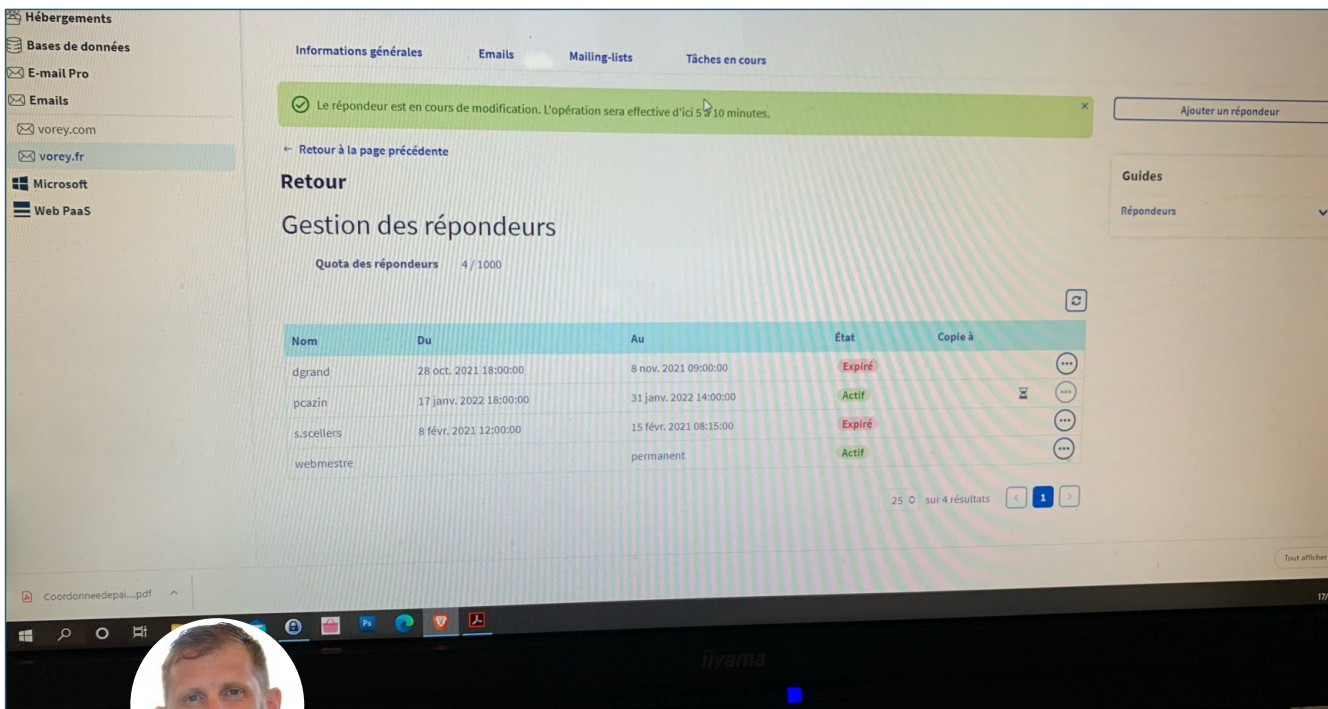 Hébergements
Bases de données
E-mail Pro
Emails
vorey.com
vorey.fr
Microsoft
Web PaaS
Informations générales Emails Mailing-lists Tâches en cours
Le répondeur est en cours de modification. L'opération sera effective d'ici 5 à 10 minutes. ×
← Retour à la page précédente
Retour
Gestion des répondeurs
Quota des répondeurs 4 / 1000
Ajouter un répondeur
Guides
Répondeurs
Nom Du Au État Copie à
dgrand 28 oct. 2021 18:00:00 8 nov. 2021 09:00:00 Expiré
pcazin 17 janv. 2022 18:00:00 31 janv. 2022 14:00:00 Actif
s.scellers 8 févr. 2021 12:00:00 15 févr. 2021 08:15:00 Expiré
webmestre permanent Actif
25 sur 4 résultats < 1 >
Tout afficher
Coordonneedepai....pdf
17/
Ps
iiyama